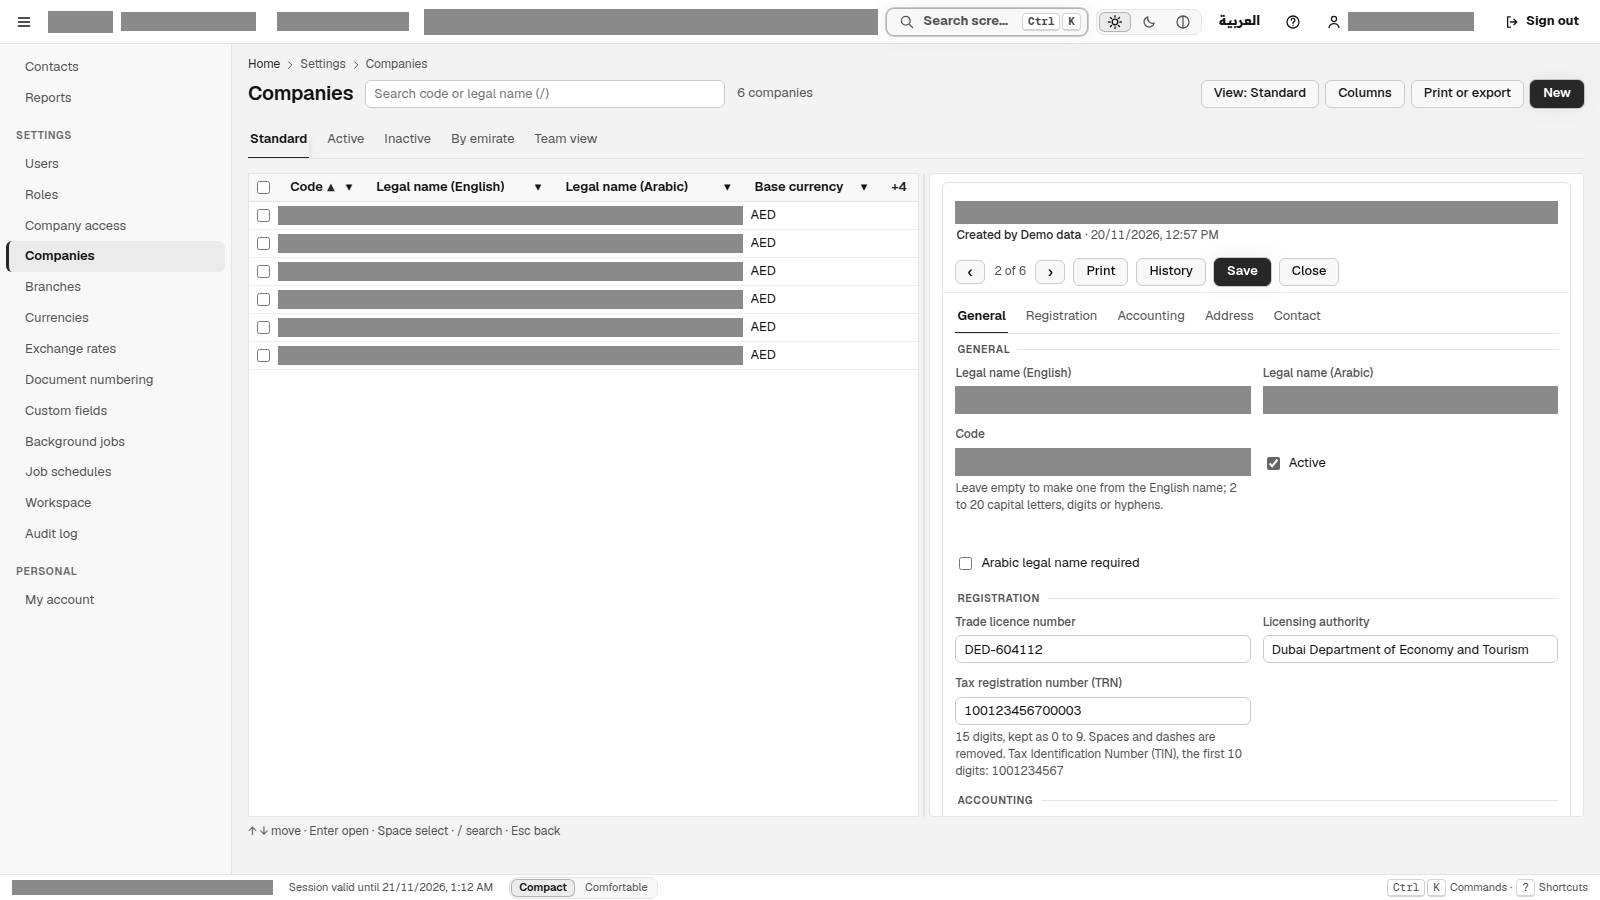 Search scre... Ctrl K
العربية
Sign out
Contacts
Reports
SETTINGS
Users
Roles
Company access
Companies
Branches
Currencies
Exchange rates
Document numbering
Custom fields
Background jobs
Job schedules
Workspace
Audit log
PERSONAL
My account
Home > Settings > Companies
Companies
Search code or legal name (/)
6 companies
View: Standard
Columns
Print or export
New
Standard Active Inactive By emirate Team view
Code ▲ ▼ Legal name (English) ▼ Legal name (Arabic) ▼ Base currency ▼ +4
AED
AED
AED
AED
AED
AED
Created by Demo data · 20/11/2026, 12:57 PM
‹ 2 of 6 › Print History Save Close
General Registration Accounting Address Contact
GENERAL
Legal name (English) Legal name (Arabic)
Code
Active
Leave empty to make one from the English name; 2
to 20 capital letters, digits or hyphens.
Arabic legal name required
REGISTRATION
Trade licence number Licensing authority
DED-604112 Dubai Department of Economy and Tourism
Tax registration number (TRN)
100123456700003
15 digits, kept as 0 to 9. Spaces and dashes are
removed. Tax Identification Number (TIN), the first 10
digits: 1001234567
ACCOUNTING
↑ ↓ move · Enter open · Space select · / search · Esc back
Session valid until 21/11/2026, 1:12 AM
Compact Comfortable
Ctrl K Commands · ? Shortcuts